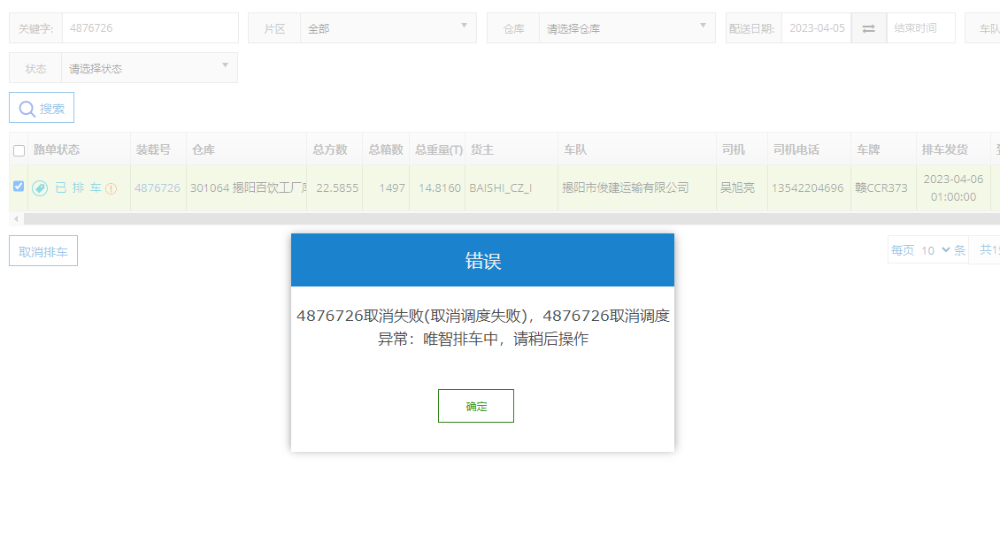 关键字: 4876726 片区 全部 仓库 请选择仓库 配送日期: 2023-04-05 结束时间 车队
状态 请选择状态
搜索
路单状态 装载号 仓库 总方数 总箱数 总重量(T) 货主 车队 司机 司机电话 车牌 排车发货
已排车 4876726 301064 揭阳百饮工厂库 22.5855 1497 14.8160 BAISHI_CZ_I 揭阳市俊建运输有限公司 吴旭亮 13542204696 赣CCR373 2023-04-06
01:00:00
取消排车 每页 10 条 共1
错误
4876726取消失败(取消调度失败)，4876726取消调度
异常：唯智排车中，请稍后操作
确定